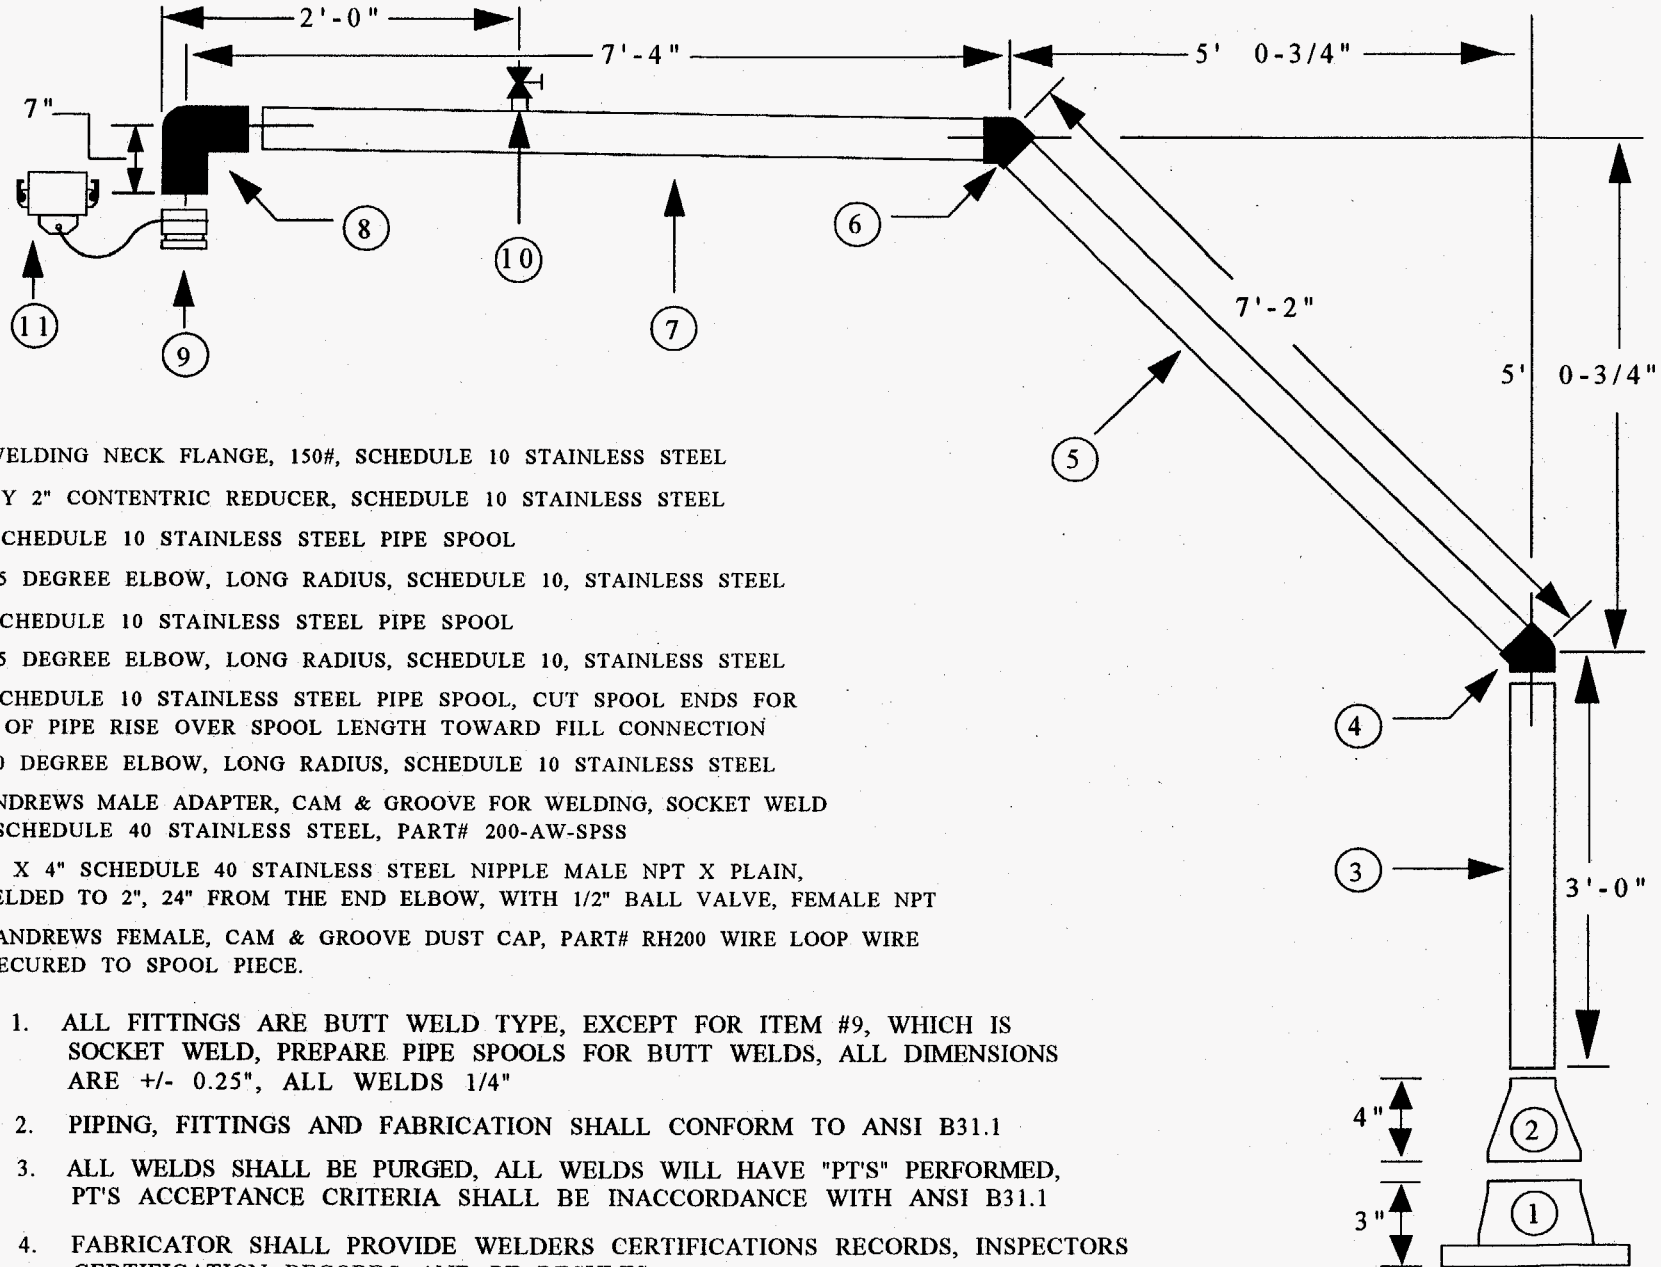 2'-0"
7'-4"
5' 0-3/4"
7"
8
10
6
7
11
9
7'-2"
5' 0-3/4"
5
WELDING NECK FLANGE, 150#, SCHEDULE 10 STAINLESS STEEL
Y 2" CONTENTRIC REDUCER, SCHEDULE 10 STAINLESS STEEL
CHEDULE 10 STAINLESS STEEL PIPE SPOOL
5 DEGREE ELBOW, LONG RADIUS, SCHEDULE 10, STAINLESS STEEL
CHEDULE 10 STAINLESS STEEL PIPE SPOOL
5 DEGREE ELBOW, LONG RADIUS, SCHEDULE 10, STAINLESS STEEL
CHEDULE 10 STAINLESS STEEL PIPE SPOOL, CUT SPOOL ENDS FOR
OF PIPE RISE OVER SPOOL LENGTH TOWARD FILL CONNECTION
0 DEGREE ELBOW, LONG RADIUS, SCHEDULE 10 STAINLESS STEEL
NDREWS MALE ADAPTER, CAM & GROOVE FOR WELDING, SOCKET WELD
SCHEDULE 40 STAINLESS STEEL, PART# 200-AW-SPSS
X 4" SCHEDULE 40 STAINLESS STEEL NIPPLE MALE NPT X PLAIN,
ELDED TO 2", 24" FROM THE END ELBOW, WITH 1/2" BALL VALVE, FEMALE NPT
ANDREWS FEMALE, CAM & GROOVE DUST CAP, PART# RH200 WIRE LOOP WIRE
ECURED TO SPOOL PIECE.
4
3
3'-0"
1. ALL FITTINGS ARE BUTT WELD TYPE, EXCEPT FOR ITEM #9, WHICH IS
SOCKET WELD, PREPARE PIPE SPOOLS FOR BUTT WELDS, ALL DIMENSIONS
ARE +/- 0.25", ALL WELDS 1/4"
2. PIPING, FITTINGS AND FABRICATION SHALL CONFORM TO ANSI B31.1
3. ALL WELDS SHALL BE PURGED, ALL WELDS WILL HAVE "PT'S" PERFORMED,
PT'S ACCEPTANCE CRITERIA SHALL BE INACCORDANCE WITH ANSI B31.1
4. FABRICATOR SHALL PROVIDE WELDERS CERTIFICATIONS RECORDS, INSPECTORS
4"
2
3"
1